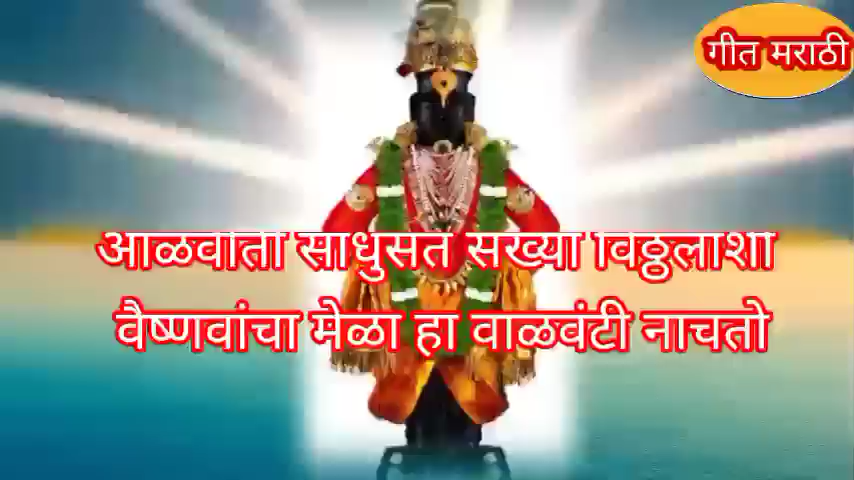 गीत मराठी
आळवीती साधुसंत सख्या विठ्ठलाशी
वैष्णवांचा मेळा हा वाळवंटी नाचतो